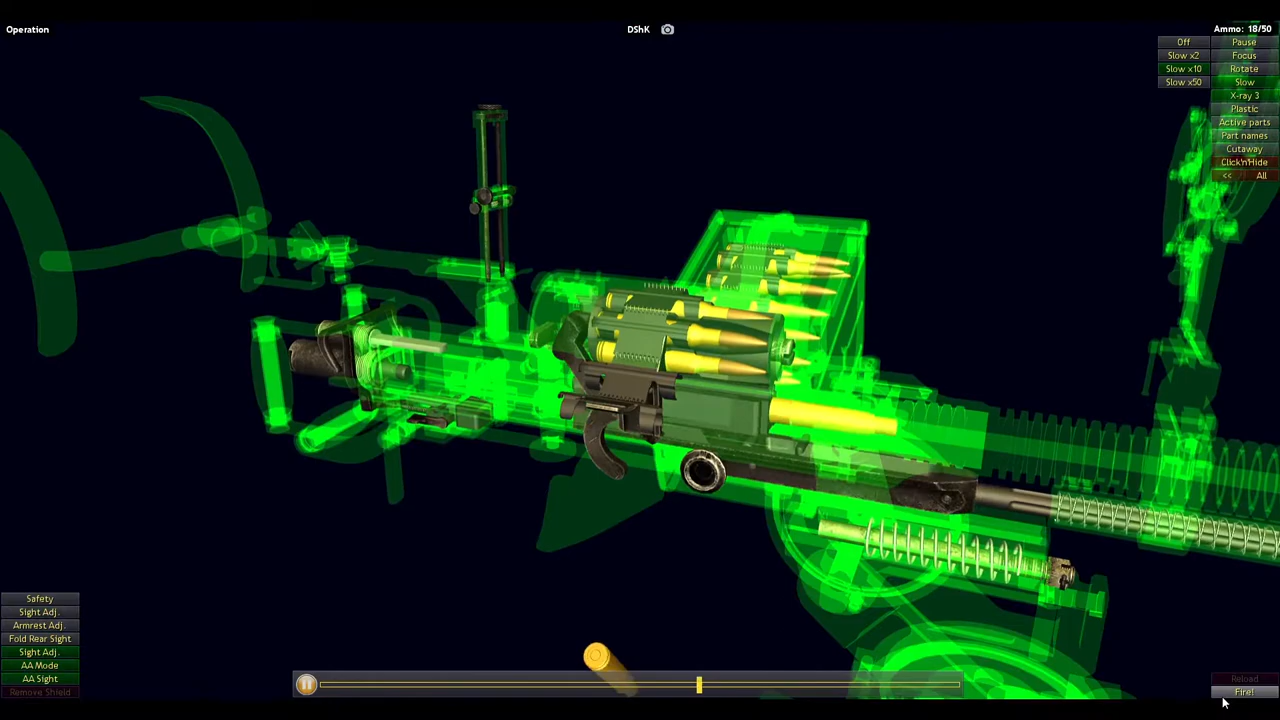 Operation
DShK
Ammo: 18/50
Off
Pause
Slow x2
Focus
Slow x10
Rotate
Slow x50
Slow
X-ray 3
Plastic
Active parts
Part names
Cutaway
Click'n'Hide
<< All
Safety
Sight Adj.
Armrest Adj.
Fold Rear Sight
Sight Adj.
AA Mode
AA Sight
Remove Shield
Reload
Fire!